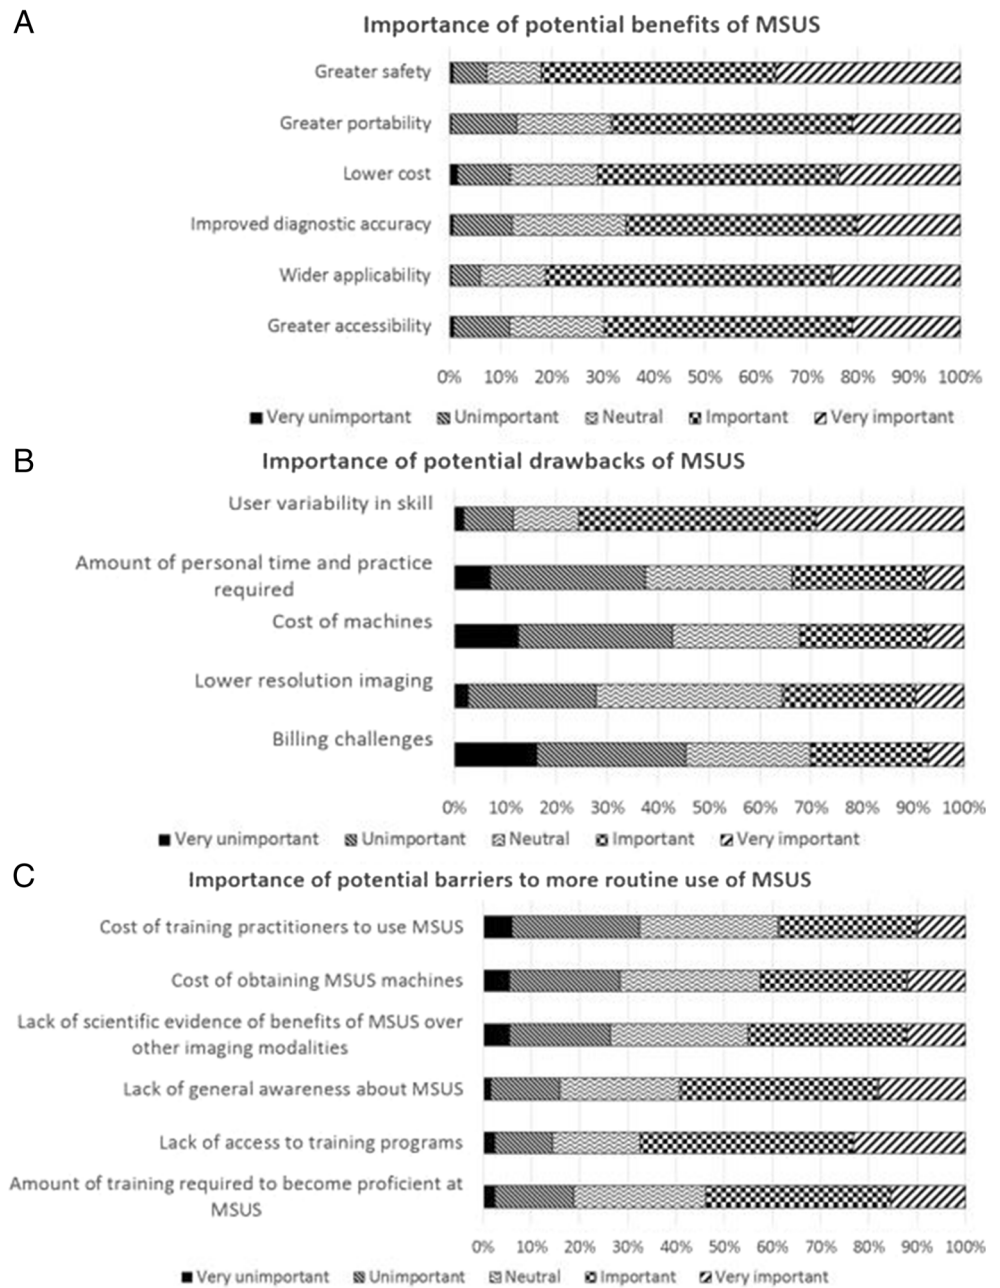 A
Importance of potential benefits of MSUS
Greater safety
Greater portability
Lower cost
Improved diagnostic accuracy
Wider applicability
Greater accessibility
0% 10% 20% 30% 40% 50% 60% 70% 80% 90% 100%
Very unimportant Unimportant Neutral Important Very important
B
Importance of potential drawbacks of MSUS
User variability in skill
Amount of personal time and practice
required
Cost of machines
Lower resolution imaging
Billing challenges
0% 10% 20% 30% 40% 50% 60% 70% 80% 90% 100%
Very unimportant Unimportant Neutral Important Very important
C
Importance of potential barriers to more routine use of MSUS
Cost of training practitioners to use MSUS
Cost of obtaining MSUS machines
Lack of scientific evidence of benefits of MSUS over
other imaging modalities
Lack of general awareness about MSUS
Lack of access to training programs
Amount of training required to become proficient at
MSUS
0% 10% 20% 30% 40% 50% 60% 70% 80% 90% 100%
Very unimportant Unimportant Neutral Important Very important